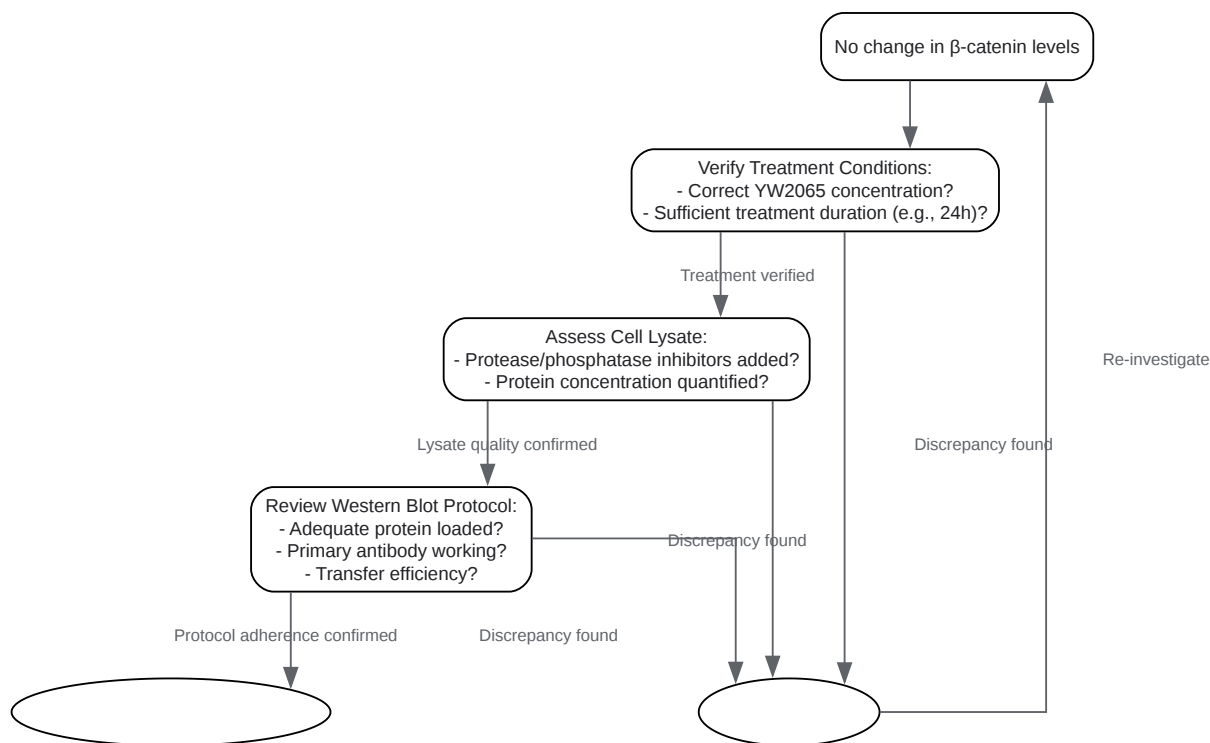 No change in β-catenin levels
Verify Treatment Conditions:
- Correct YW2065 concentration?
- Sufficient treatment duration (e.g., 24h)?
Treatment verified
Assess Cell Lysate:
- Protease/phosphatase inhibitors added?
- Protein concentration quantified?
Re-investigate
Lysate quality confirmed
Discrepancy found
Review Western Blot Protocol:
- Adequate protein loaded?
- Primary antibody working?
- Transfer efficiency?
Discrepancy found
Protocol adherence confirmed
Discrepancy found